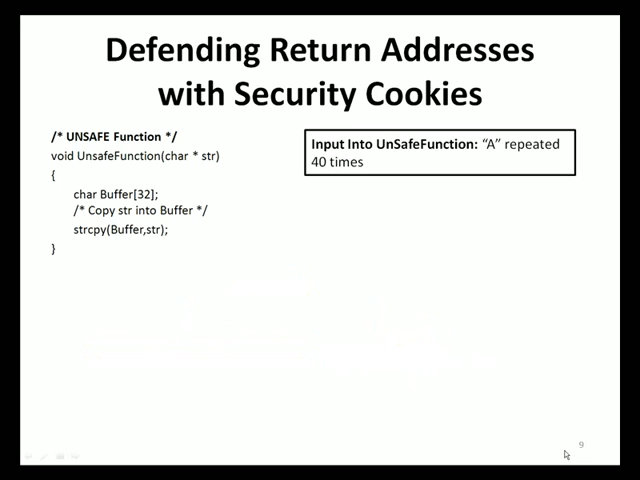 Defending Return Addresses
with Security Cookies
/* UNSAFE Function */
void UnsafeFunction(char * str)
{
char Buffer[32];
/* Copy str into Buffer */
strcpy(Buffer,str);
}
Input Into UnSafeFunction: “A” repeated
40 times
9